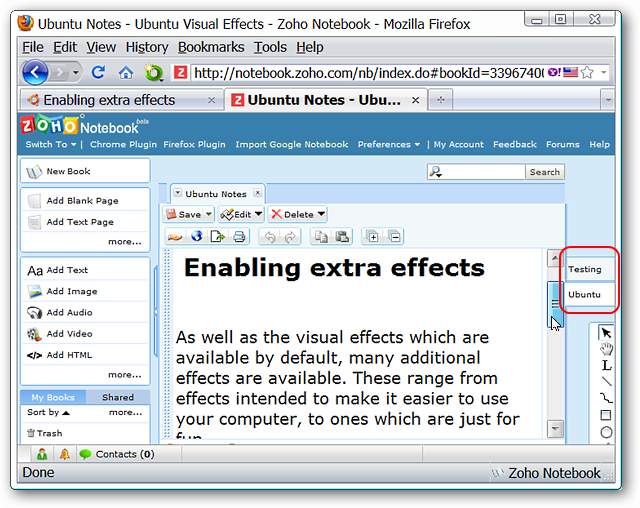 Ubuntu Notes - Ubuntu Visual Effects - Zoho Notebook - Mozilla Firefox
File Edit View History Bookmarks Tools Help
http://notebook.zoho.com/nb/index.do#bookId=33967400
Enabling extra effects
Ubuntu Notes - Ubu...
ZOHO Notebook beta
Switch To | Chrome Plugin Firefox Plugin Import Google Notebook Preferences | My Account Feedback Forums Help
New Book
Search
Add Blank Page
Add Text Page
more...
Add Text
Add Image
Add Audio
Add Video
Add HTML
more...
My Books Shared
Sort by more...
Trash
Ubuntu Notes
Save Edit Delete
Enabling extra effects
As well as the visual effects which are
available by default, many additional
effects are available. These range from
effects intended to make it easier to use
your computer, to ones which are just for
fun
Testing
Ubuntu
Contacts (0)
Done
Zoho Notebook